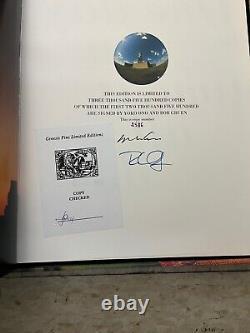 THIS EDITION IS LIMITED TO
THREE THOUSAND FIVE HUNDRED COPIES
OF WHICH THE FIRST TWO THOUSAND FIVE HUNDRED
ARE SIGNED BY YOKO ONO AND BOB GRUEN
This is copy number
Genesis Fine Limited Editions
COPY
CHECKED